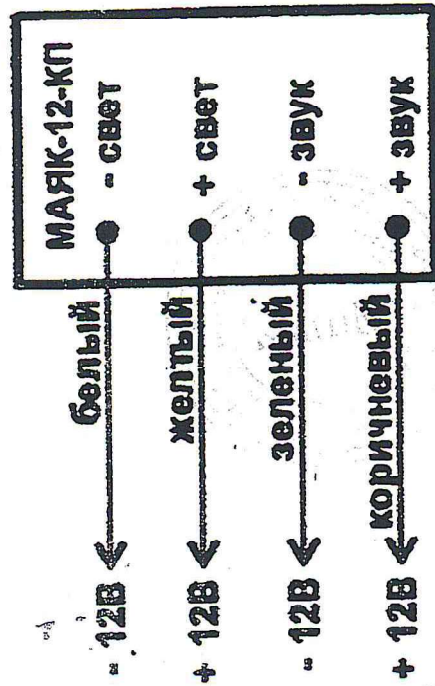 МАЯК-12-КП
- 12В белый - свет
+ 12В желтый + свет
- 12В зеленый - звук
+ 12В коричневый + звук